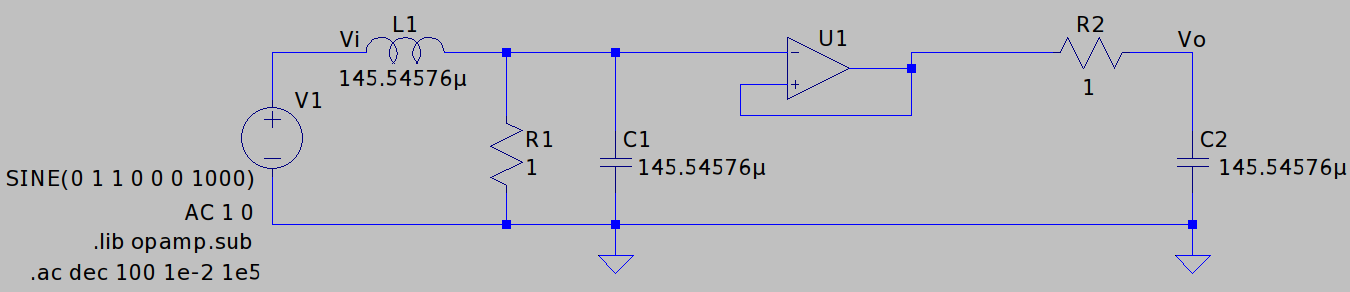 Vi
L1
145.54576µ
V1
SINE(0 1 1 0 0 0 1000)
AC 1 0
.lib opamp.sub
.ac dec 100 1e-2 1e5
R1
1
C1
145.54576µ
U1
R2
1
Vo
C2
145.54576µ